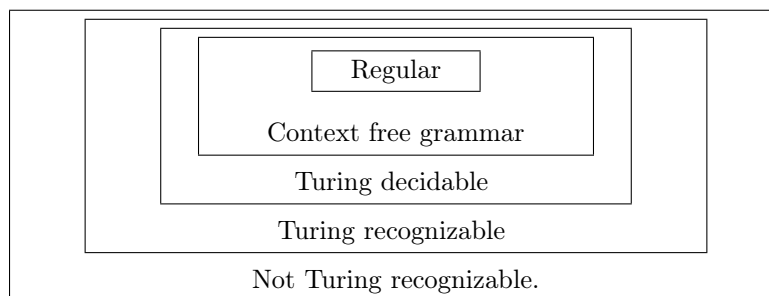 Regular
Context free grammar
Turing decidable
Turing recognizable
Not Turing recognizable.